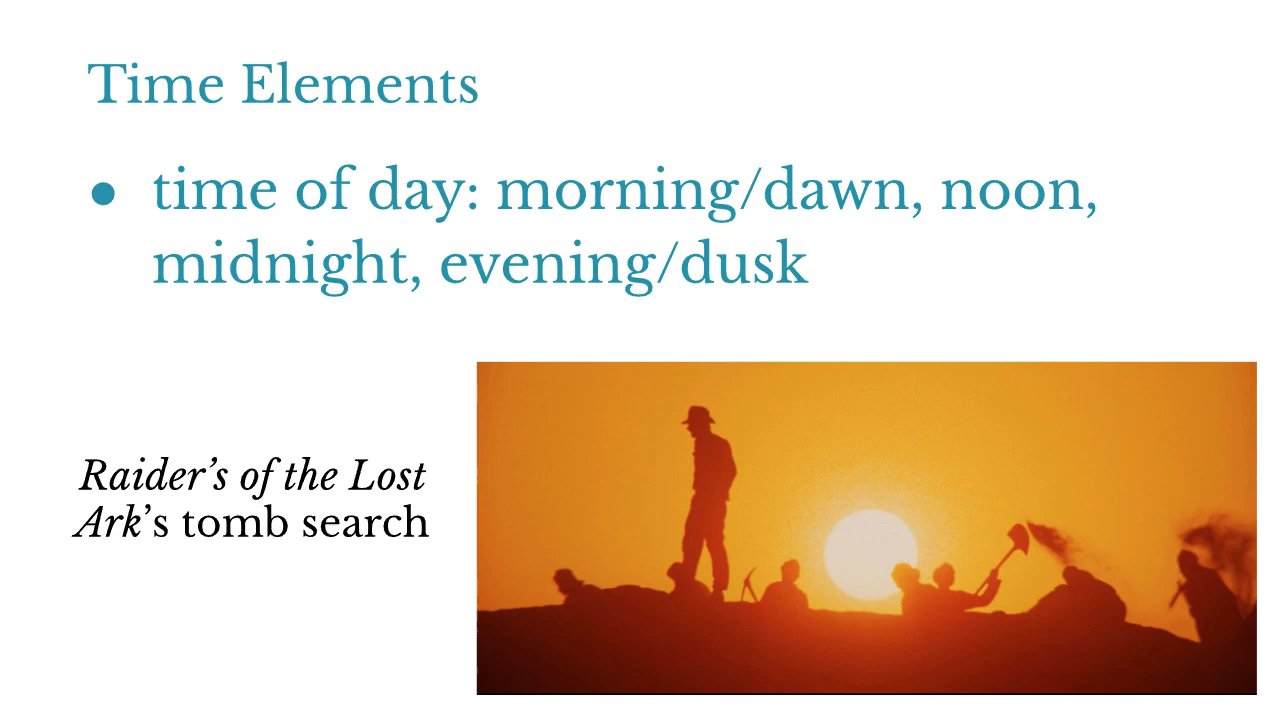 Time Elements
● time of day: morning/dawn, noon,
midnight, evening/dusk
Raider’s of the Lost
Ark’s tomb search